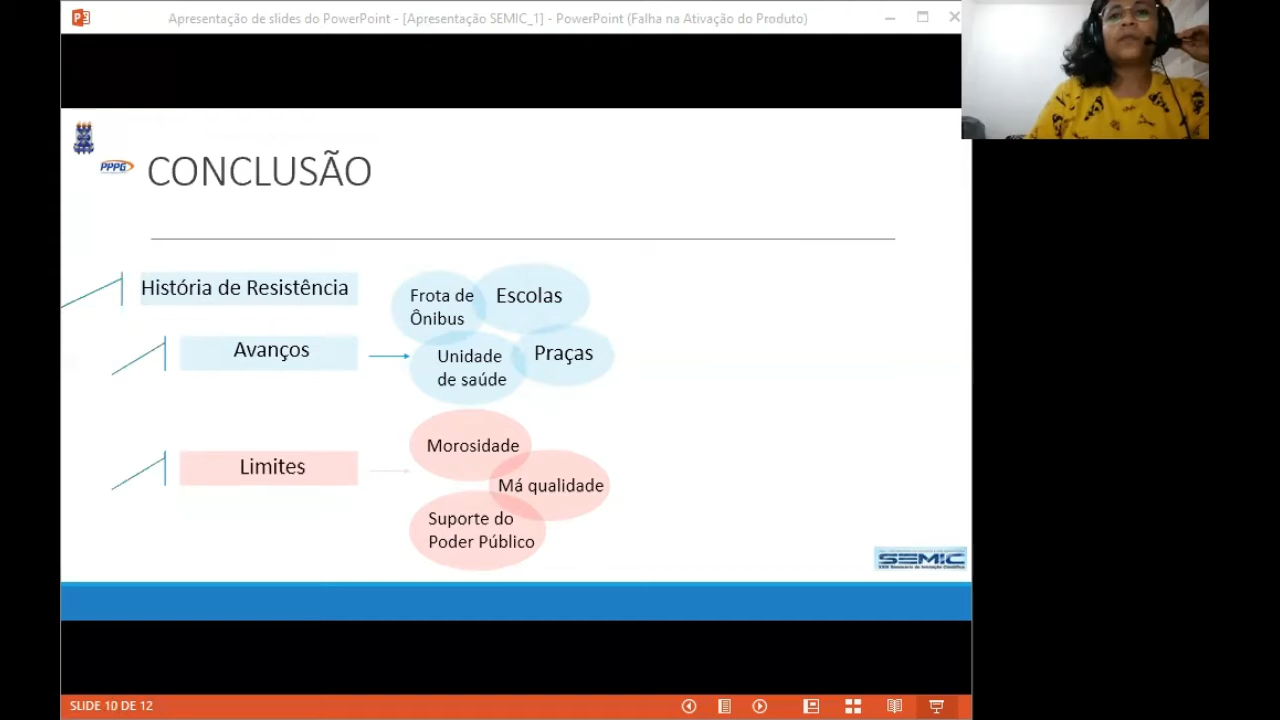 Apresentação de slides do PowerPoint - [Apresentação SEMIC_1] - PowerPoint (Falha na Ativação do Produto)
PPPG
CONCLUSÃO
História de Resistência
Frota de
Ônibus
Escolas
Avanços
Unidade
de saúde
Praças
Limites
Morosidade
Má qualidade
Suporte do
Poder Público
SEMIC
SLIDE 10 DE 12